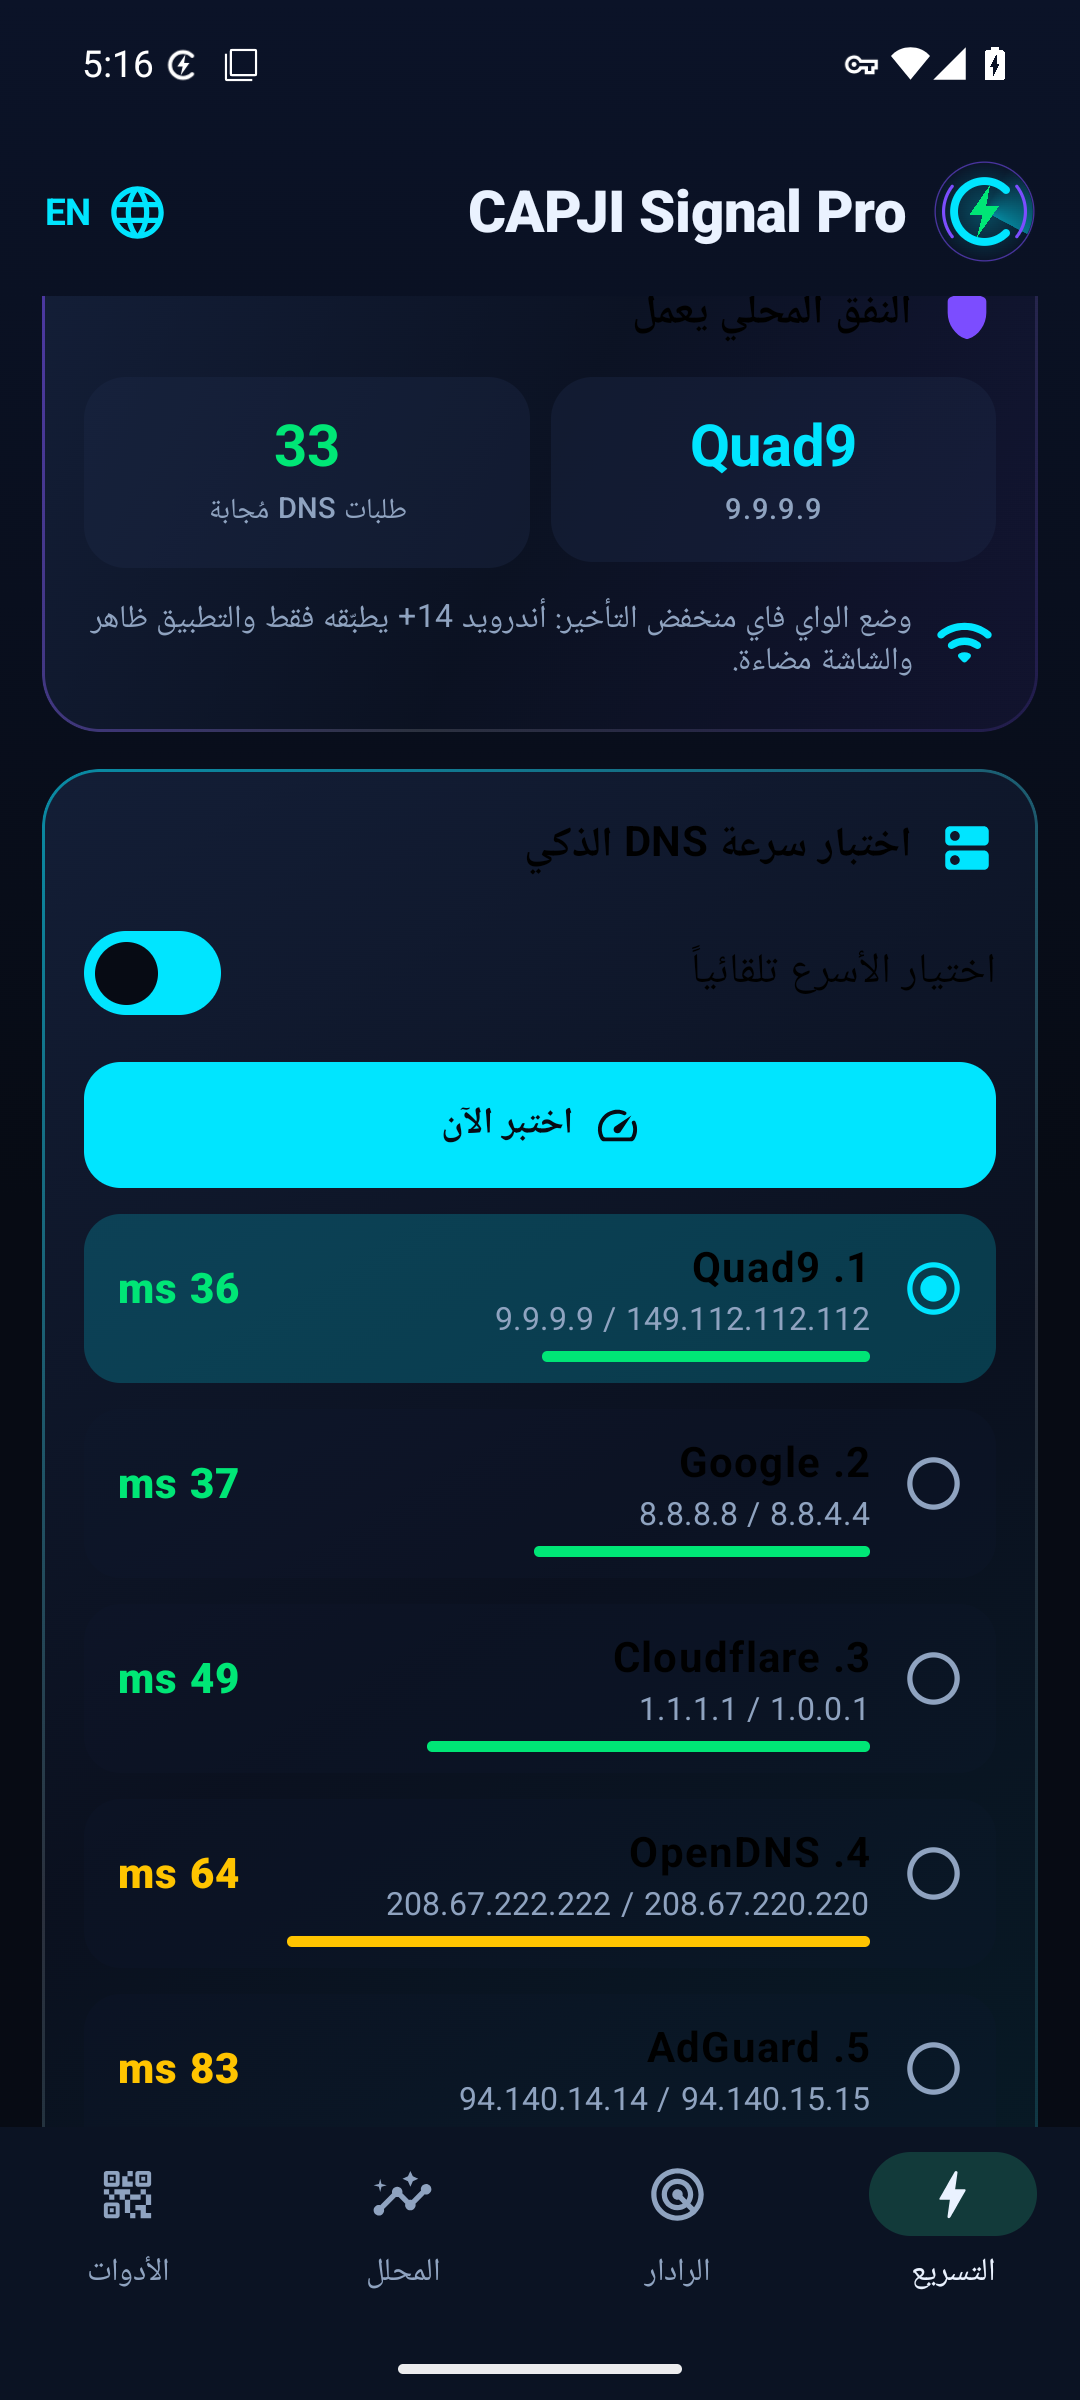 5:16
CAPJI Signal Pro
EN
النفق المحلي يعمل
Quad9
9.9.9.9
33
طلبات DNS مُجابة
وضع الواي فاي منخفض التأخير: أندرويد 14+ يطبّقه فقط والتطبيق ظاهر
والشاشة مضاءة.
اختبار سرعة DNS الذكي
اختيار الأسرع تلقائياً
اختبر الآن
1. Quad9
9.9.9.9 / 149.112.112.112
36 ms
2. Google
8.8.8.8 / 8.8.4.4
37 ms
3. Cloudflare
1.1.1.1 / 1.0.0.1
49 ms
4. OpenDNS
208.67.222.222 / 208.67.220.220
64 ms
5. AdGuard
94.140.14.14 / 94.140.15.15
83 ms
التسريع
الرادار
المحلل
الأدوات